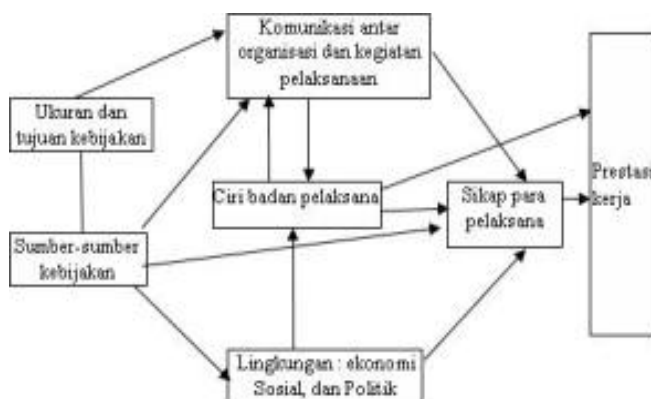 Komunikasi antar
organisasi dan kegiatan
pelaksanaan
Ukuran dan
tujuan kebijakan
Ciri badan pelaksana
Sikap para
pelaksana
Prestasi
kerja
Sumber-sumber
kebijakan
Lingkungan : ekonomi
Sosial, dan Politik